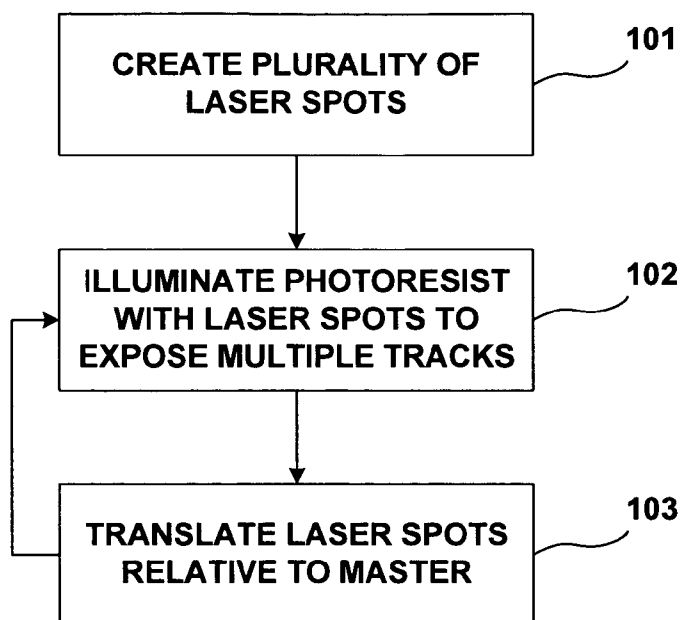 CREATE PLURALITY OF
LASER SPOTS
101
ILLUMINATE PHOTORESIST
WITH LASER SPOTS TO
EXPOSE MULTIPLE TRACKS
102
TRANSLATE LASER SPOTS
RELATIVE TO MASTER
103